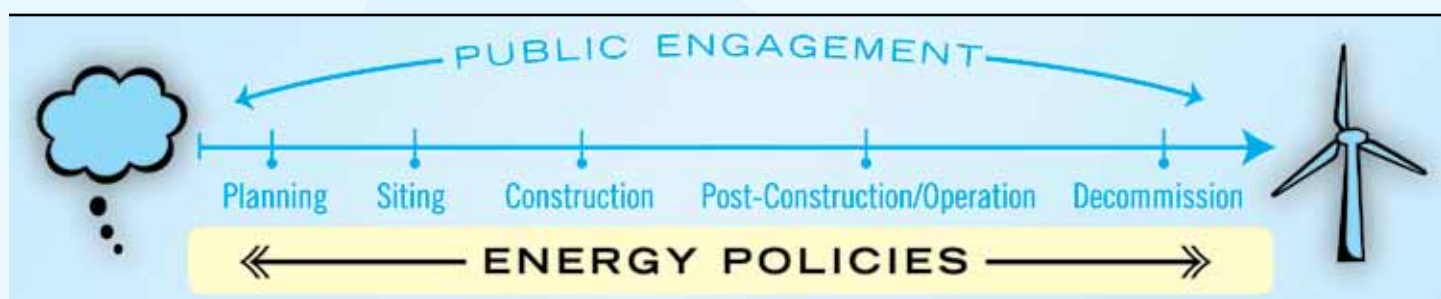 PUBLIC ENGAGEMENT
Planning Siting Construction Post-Construction/Operation Decommission
ENERGY POLICIES